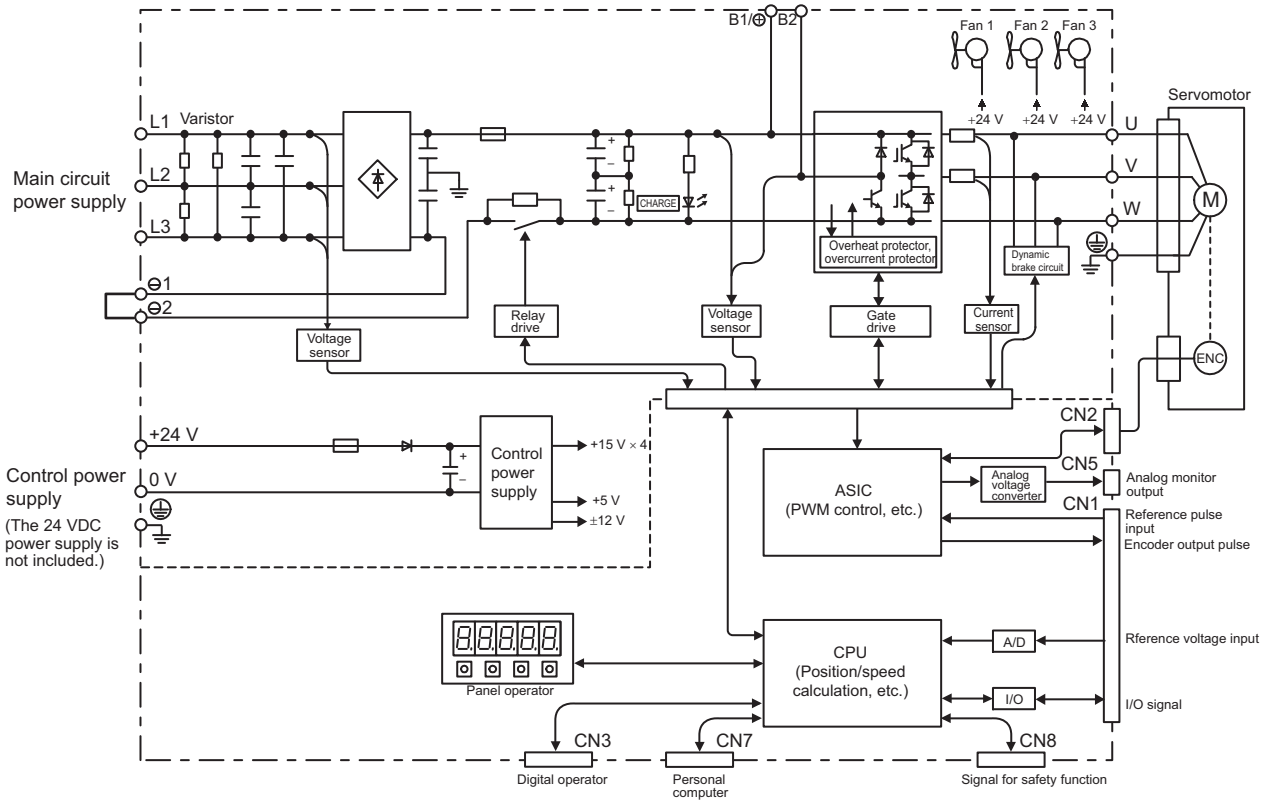 B1/⊕ B2
Fan 1 Fan 2 Fan 3
+24 V +24 V +24 V
Servomotor
L1 Varistor
L2
L3
Main circuit
power supply
+
–
+
–
CHARGE
Overheat protector,
overcurrent protector
U
V
W
M
Dynamic
brake circuit
⊖1
⊖2
Voltage
sensor
Relay
drive
Voltage
sensor
Gate
drive
Current
sensor
ENC
Control power
supply
(The 24 VDC
power supply is
not included.)
+24 V
0 V
+
–
Control
power
supply
+15 V × 4
+5 V
±12 V
ASIC
(PWM control, etc.)
Analog
voltage
converter
CN2
CN5
Analog monitor
output
CN1
Reference pulse
input
Encoder output pulse
8.8.8.8.8.
Panel operator
CPU
(Position/speed
calculation, etc.)
A/D
Rference voltage input
I/O
I/O signal
CN3
Digital operator
CN7
Personal
computer
CN8
Signal for safety function